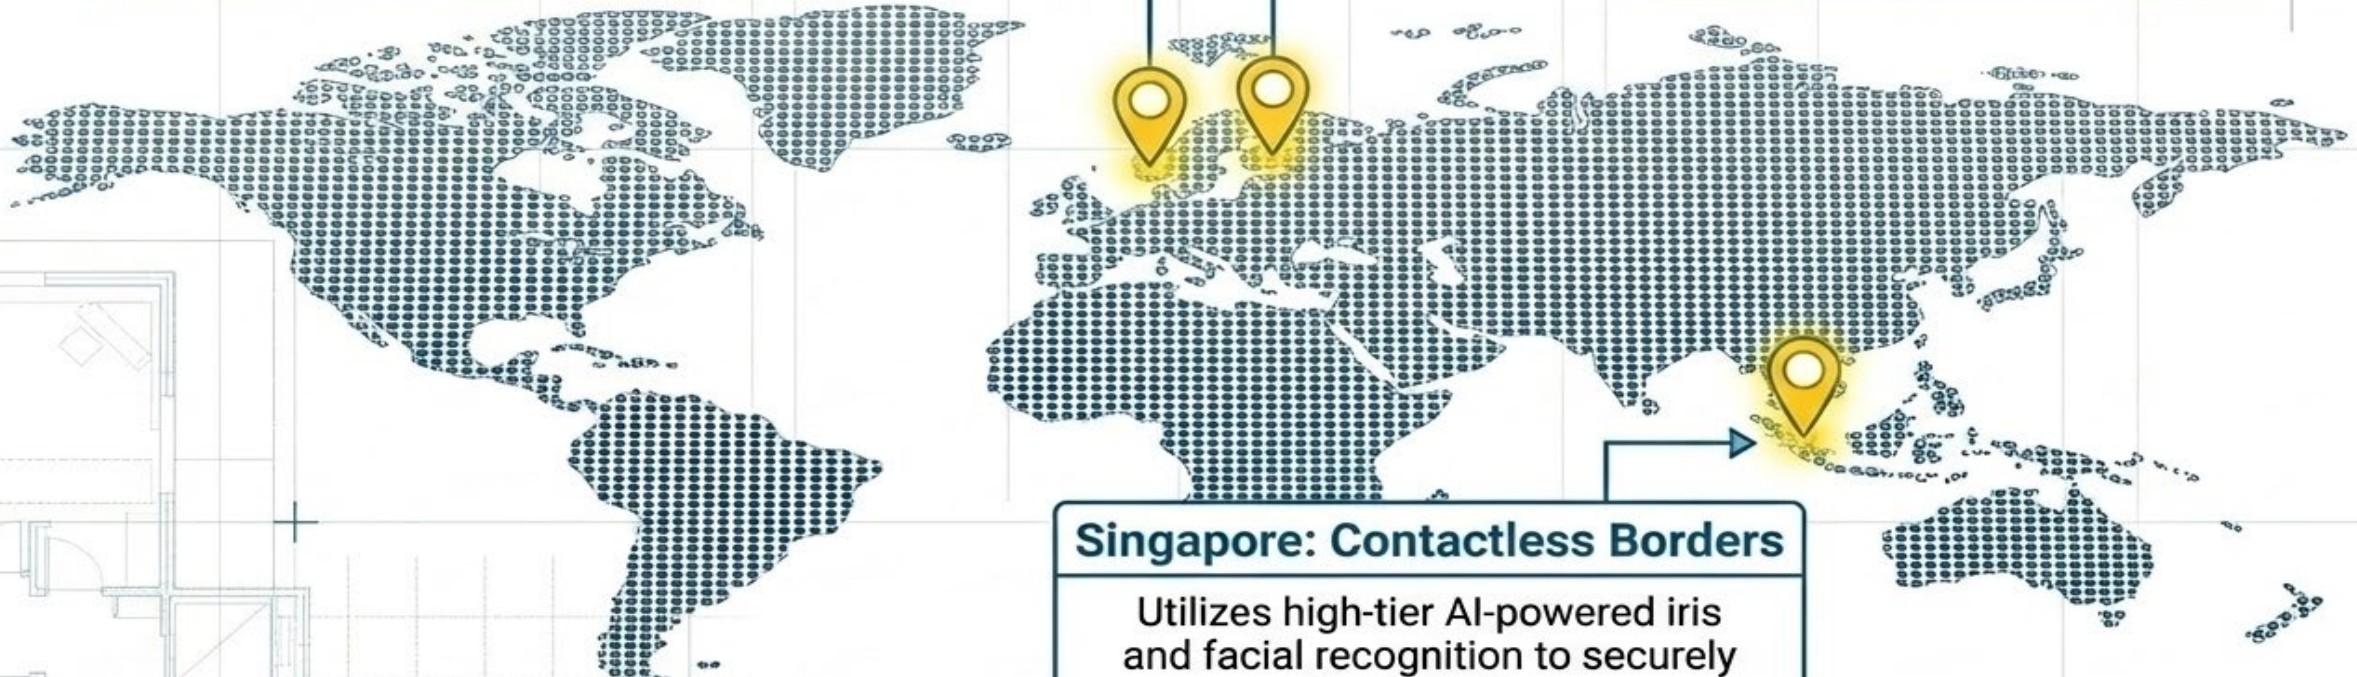 Singapore: Contactless Borders
Utilizes high-tier AI-powered iris
and facial recognition to securely